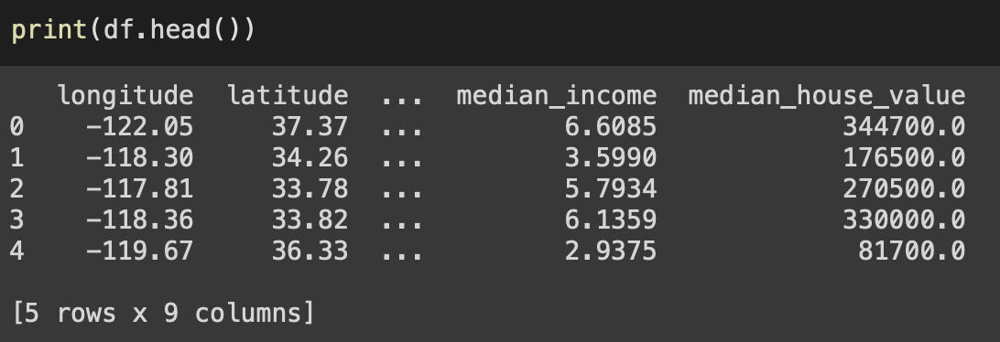 print(df.head())
   longitude  latitude  ...  median_income  median_house_value
0    -122.05     37.37  ...         6.6085            344700.0
1    -118.30     34.26  ...         3.5990            176500.0
2    -117.81     33.78  ...         5.7934            270500.0
3    -118.36     33.82  ...         6.1359            330000.0
4    -119.67     36.33  ...         2.9375             81700.0
[5 rows x 9 columns]